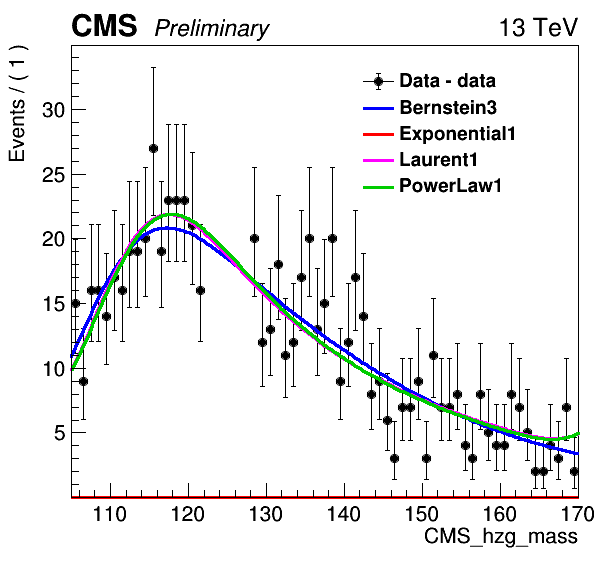 CMS Preliminary 13 TeV
Events / ( 1 )
Data - data
Bernstein3
Exponential1
Laurent1
PowerLaw1
30
25
20
15
10
5
110 120 130 140 150 160 170
CMS_hzg_mass